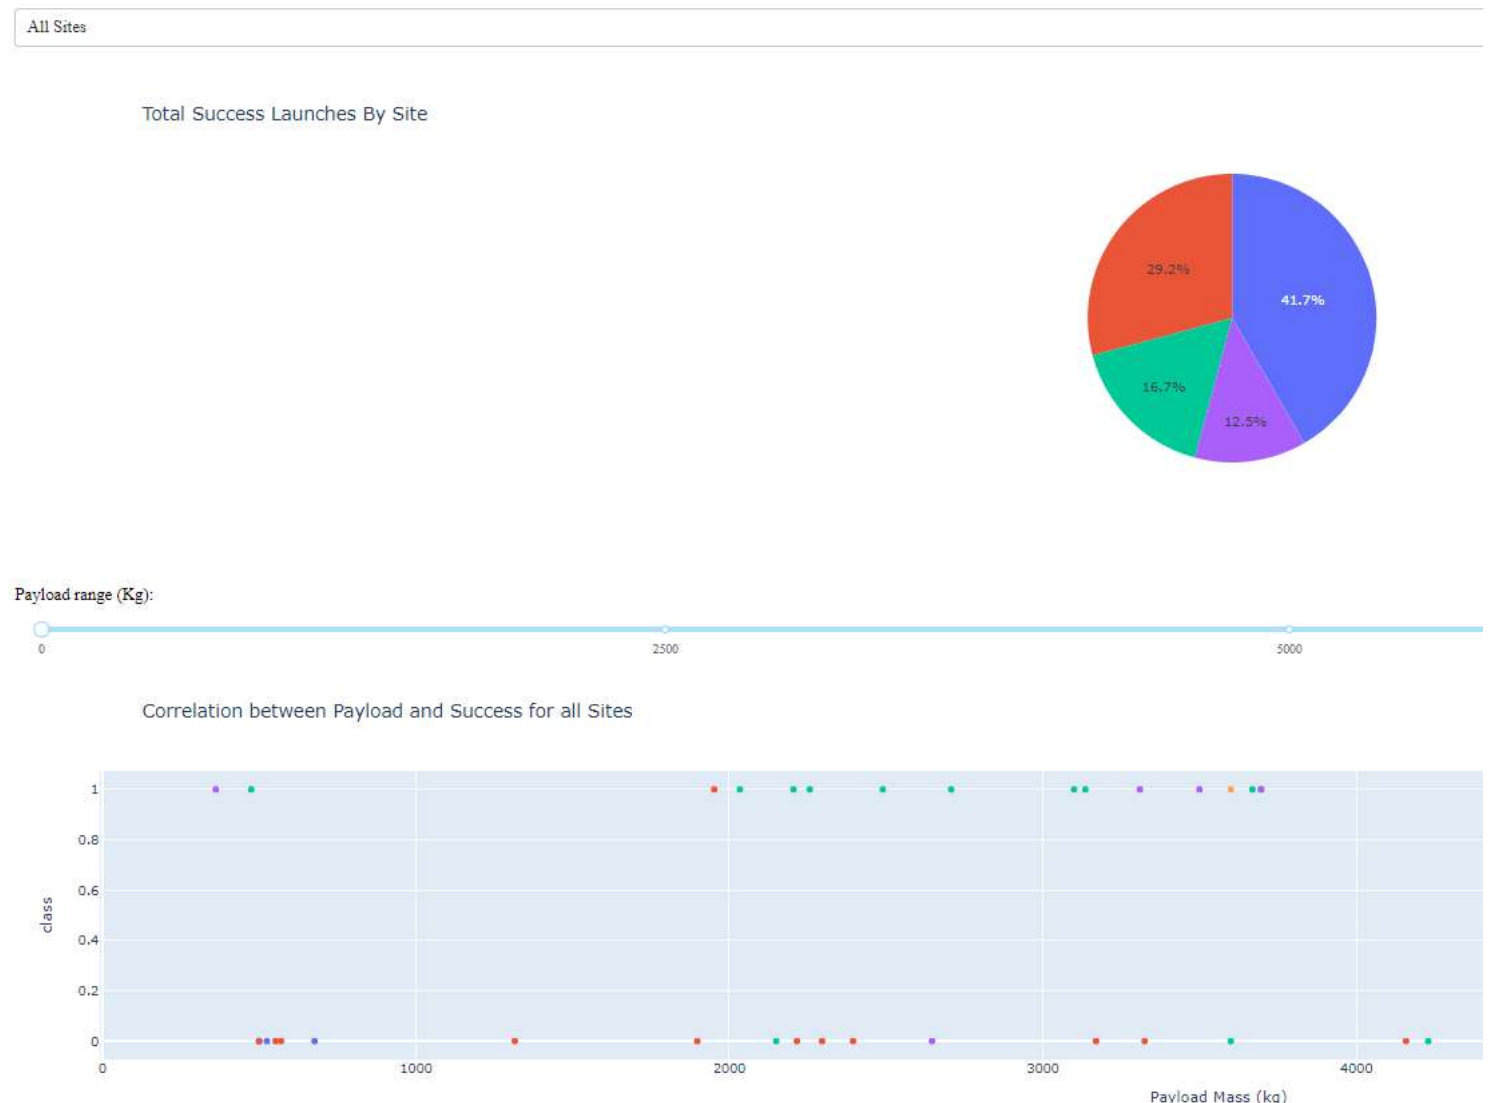 All Sites
Total Success Launches By Site
29.2%
41.7%
16.7%
12.5%
Payload range (Kg):
0 2500 5000
Correlation between Payload and Success for all Sites
1
0.8
0.6
class
0.4
0.2
0
0 1000 2000 3000 4000
Payload Mass (kg)